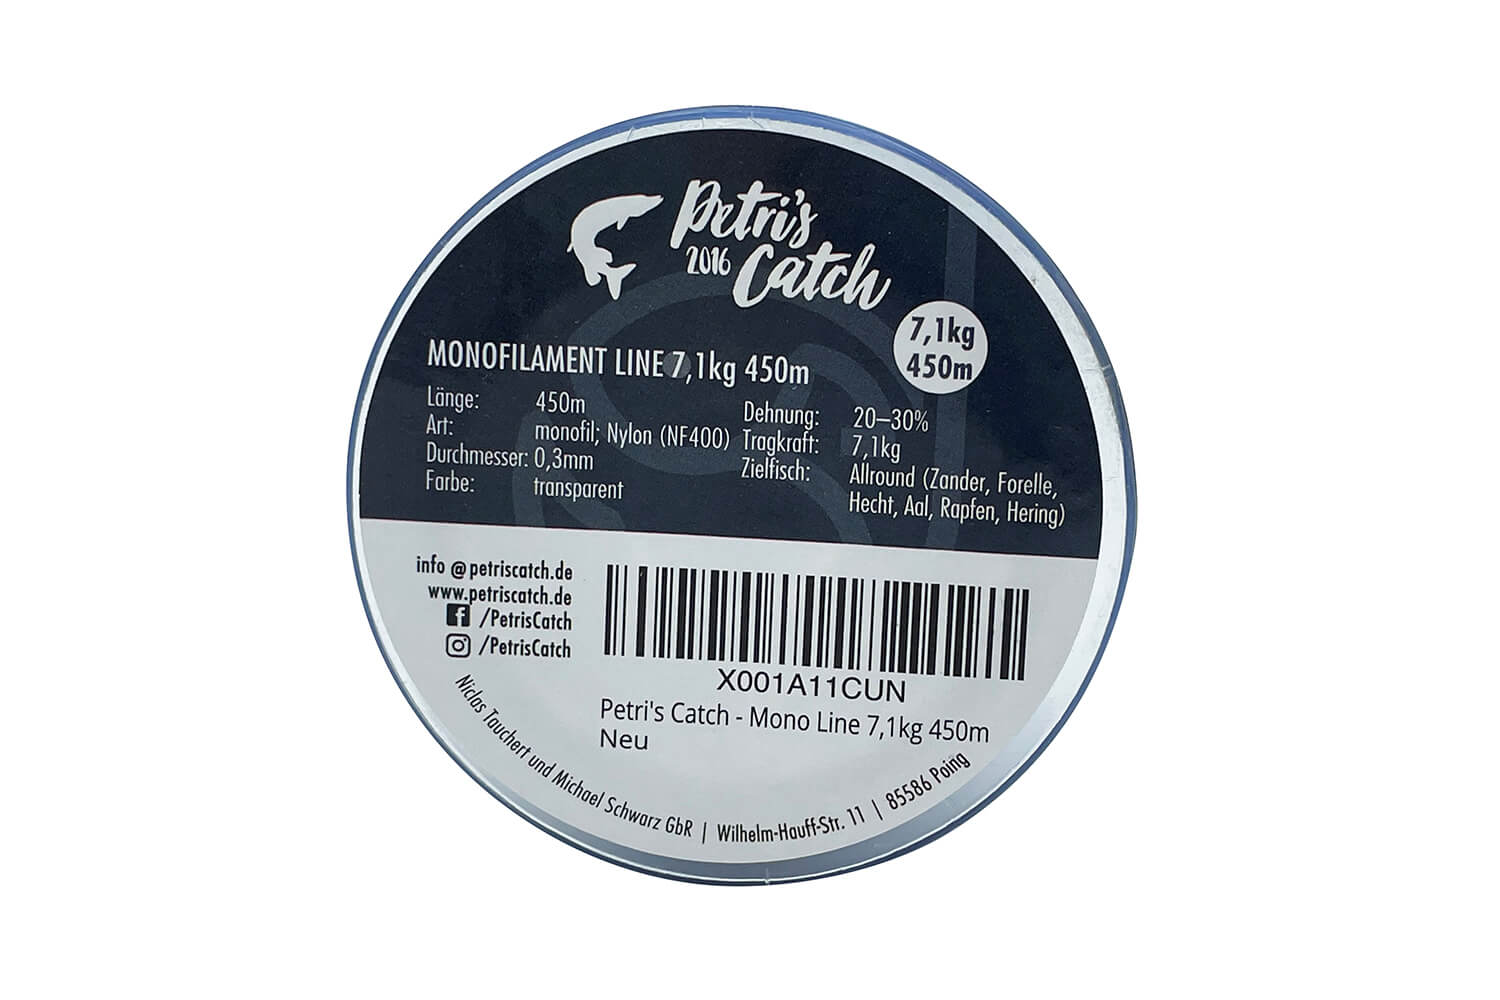 Petri's
2016 Catch
7,1kg
450m
MONOFILAMENT LINE 7,1kg 450m
Länge: 450m
Art: monofil; Nylon (NF400)
Durchmesser: 0,3mm
Farbe: transparent
Dehnung: 20–30%
Tragkraft: 7,1kg
Zielfisch: Allround (Zander, Forelle,
Hecht, Aal, Rapfen, Hering)
info @ petriscatch.de
www.petriscatch.de
/PetrisCatch
/PetrisCatch
X001A11CUN
Petri's Catch - Mono Line 7,1kg 450m
Neu
Niclas Tauchert und Michael Schwarz GbR | Wilhelm-Hauff-Str. 11 | 85586 Poing